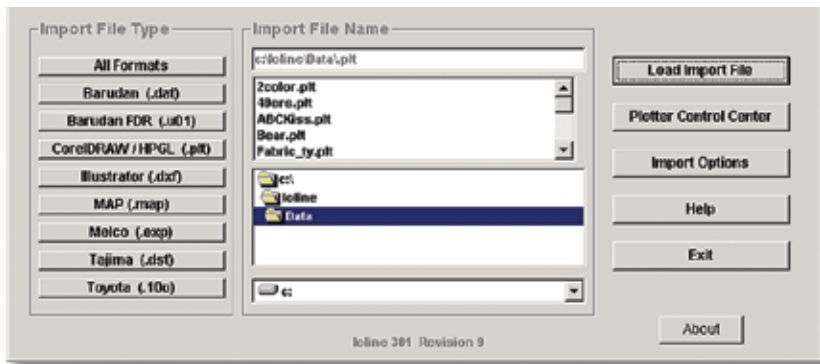 Import File Type
All Formats
Barudan (.dat)
Barudan FDR (.u01)
CorelDRAW / HPGL (.plt)
Illustrator (.dxf)
MAP (.map)
Melco (.exp)
Tajima (.dst)
Toyota (.10o)
Import File Name
c:\Ioline\Data\.plt
2color.plt
49ers.plt
ABCKiss.plt
Bear.plt
Fabric_ty.plt
c:\
Ioline
Data
c:
Load Import File
Plotter Control Center
Import Options
Help
Exit
About
Ioline 301 Revision 9